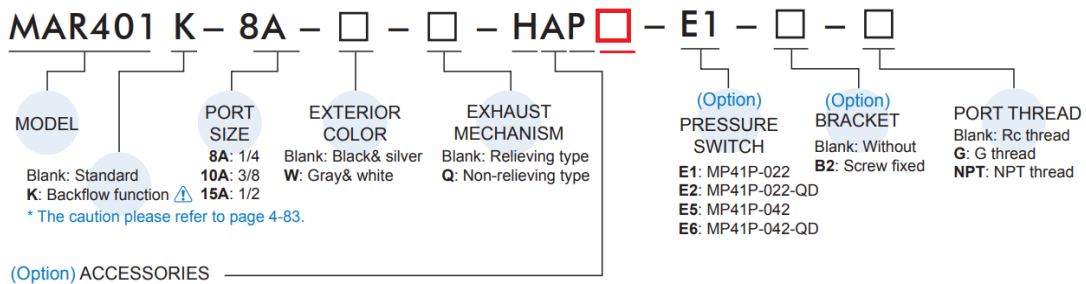 MAR401 K – 8A – □ – □ – HAP □ – E1 – □ – □
MODEL
Blank: Standard
K: Backflow function ⚠
* The caution please refer to page 4-83.
PORT
SIZE
8A: 1/4
10A: 3/8
15A: 1/2
EXTERIOR
COLOR
Blank: Black& silver
W: Gray& white
EXHAUST
MECHANISM
Blank: Relieving type
Q: Non-relieving type
(Option)
PRESSURE
SWITCH
E1: MP41P-022
E2: MP41P-022-QD
E5: MP41P-042
E6: MP41P-042-QD
(Option)
BRACKET
Blank: Without
B2: Screw fixed
PORT THREAD
Blank: Rc thread
G: G thread
NPT: NPT thread
(Option) ACCESSORIES